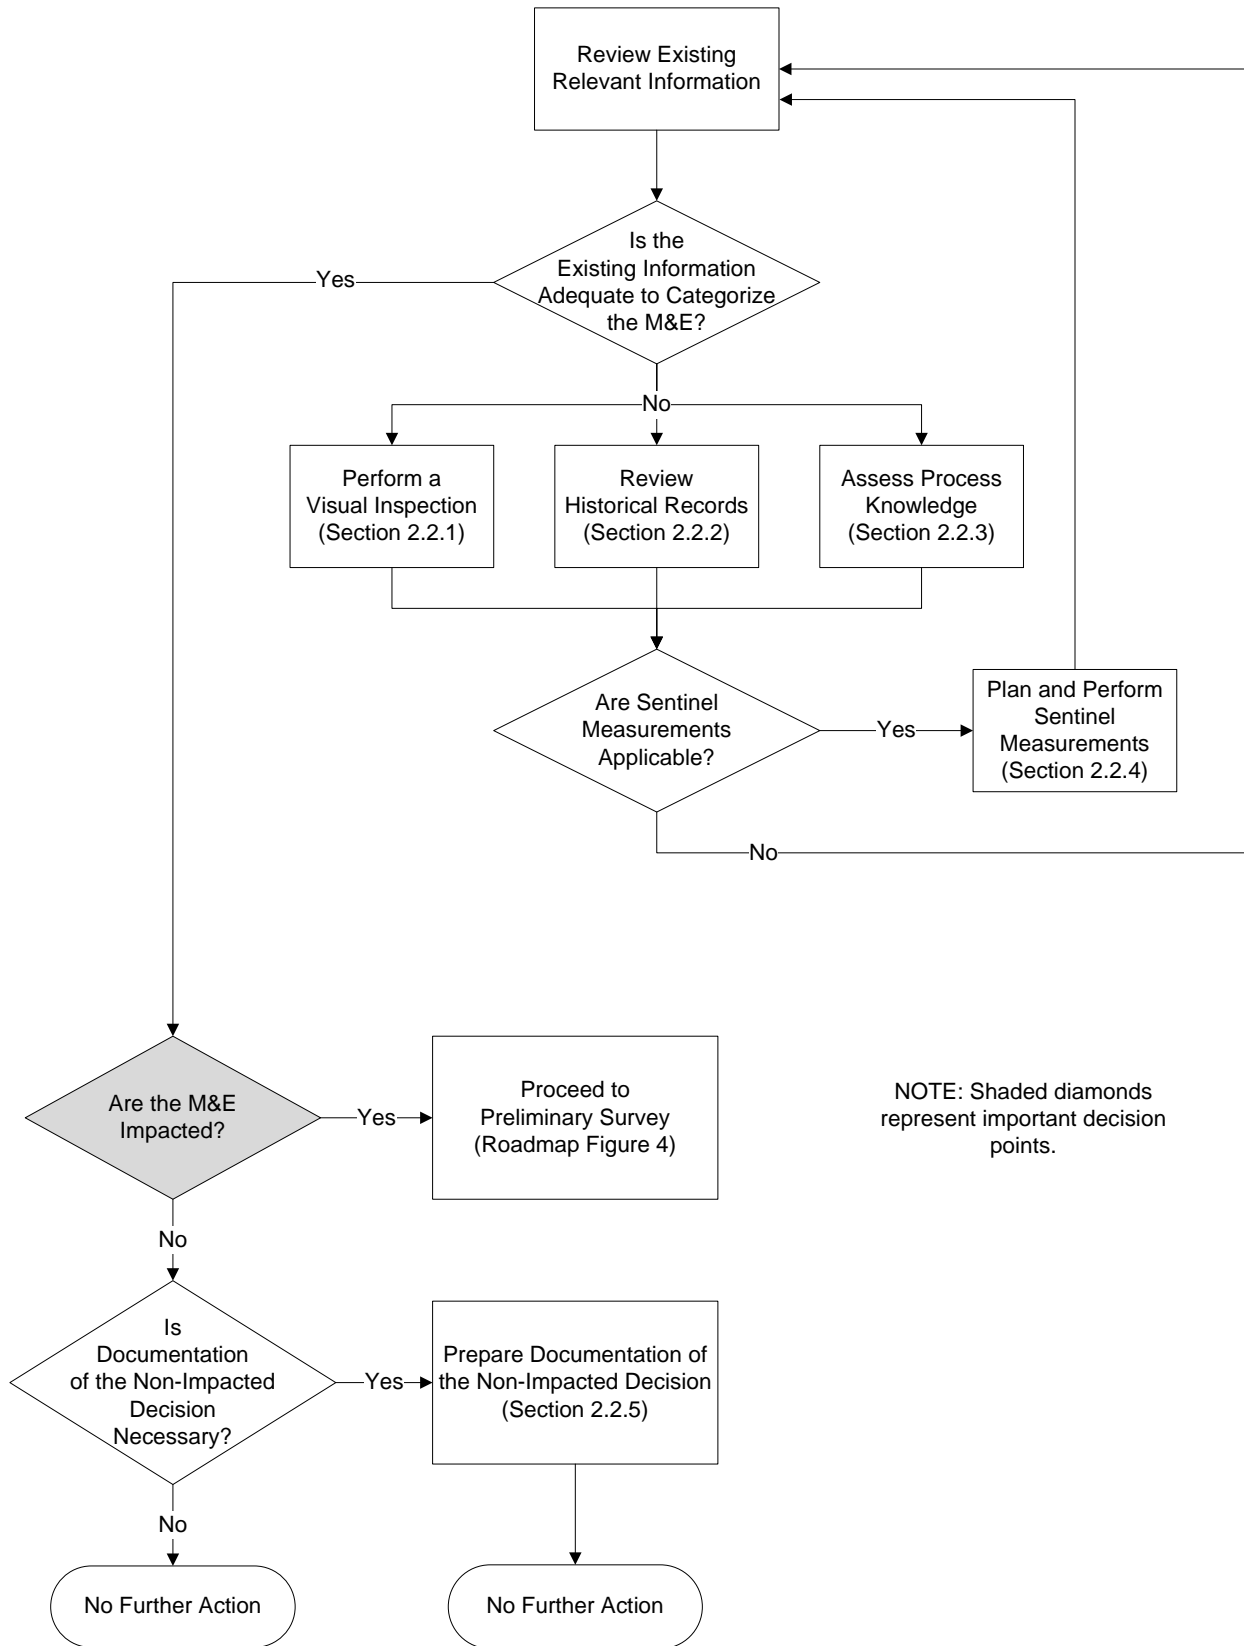 Review Existing
Relevant Information
Is the
Existing Information
Adequate to Categorize
the M&E?
Yes
No
Perform a
Visual Inspection
(Section 2.2.1)
Review
Historical Records
(Section 2.2.2)
Assess Process
Knowledge
(Section 2.2.3)
Are Sentinel
Measurements
Applicable?
Yes
Plan and Perform
Sentinel
Measurements
(Section 2.2.4)
No
Are the M&E
Impacted?
Yes
Proceed to
Preliminary Survey
(Roadmap Figure 4)
NOTE: Shaded diamonds
represent important decision
points.
No
Is
Documentation
of the Non-Impacted
Decision
Necessary?
Yes
Prepare Documentation of
the Non-Impacted Decision
(Section 2.2.5)
No
No Further Action
No Further Action